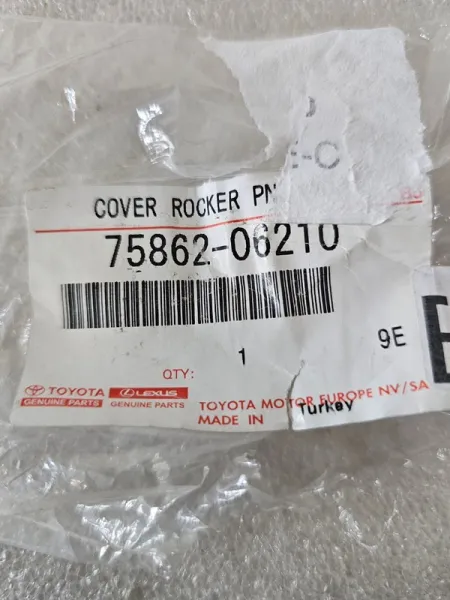 E-C
COVER ROCKER PN
75862-06210
1
9E
QTY:
TOYOTA
GENUINE PARTS
LEXUS
GENUINE PARTS
TOYOTA MOTOR EUROPE NV/SA
MADE IN Turkey